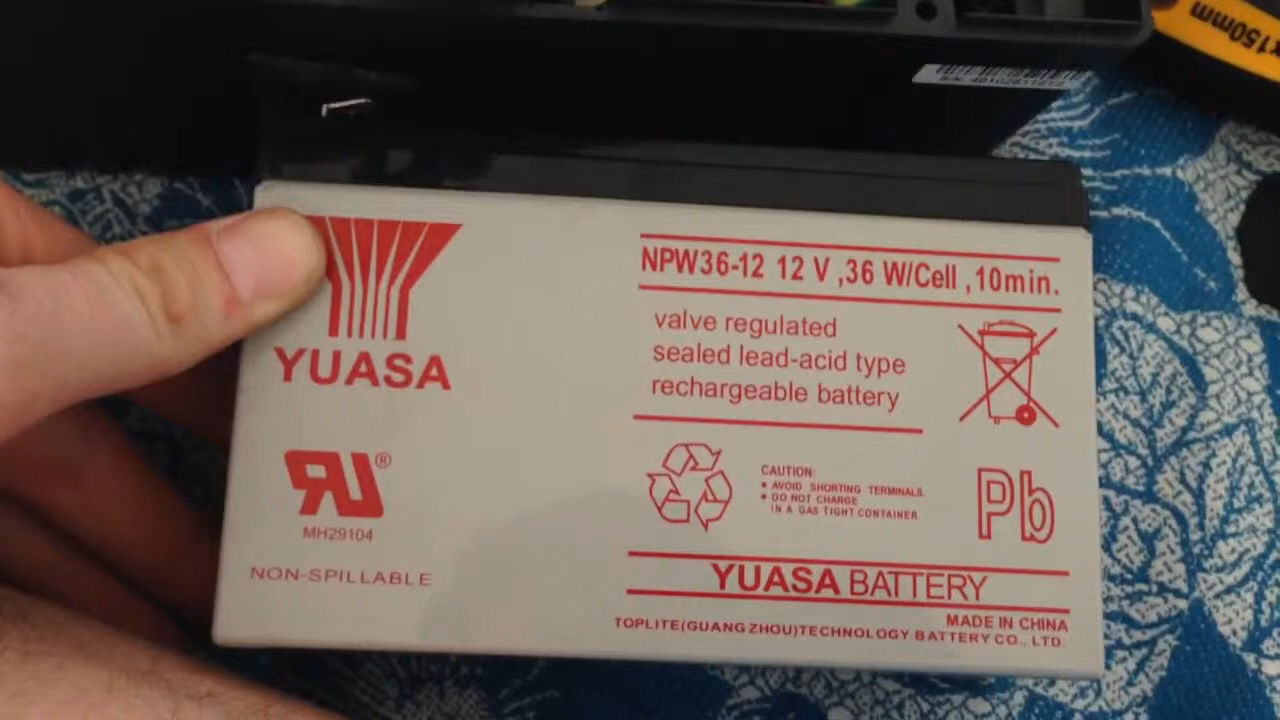 x150mm
YUASA
NPW36-12 12 V ,36 W/Cell ,10min.
valve regulated
sealed lead-acid type
rechargeable battery
CAUTION:
• AVOID SHORTING TERMINALS.
• DO NOT CHARGE
IN A GAS TIGHT CONTAINER.
Pb
MH29104
NON-SPILLABLE
YUASA BATTERY
MADE IN CHINA
TOPLITE(GUANGZHOU)TECHNOLOGY BATTERY CO., LTD.